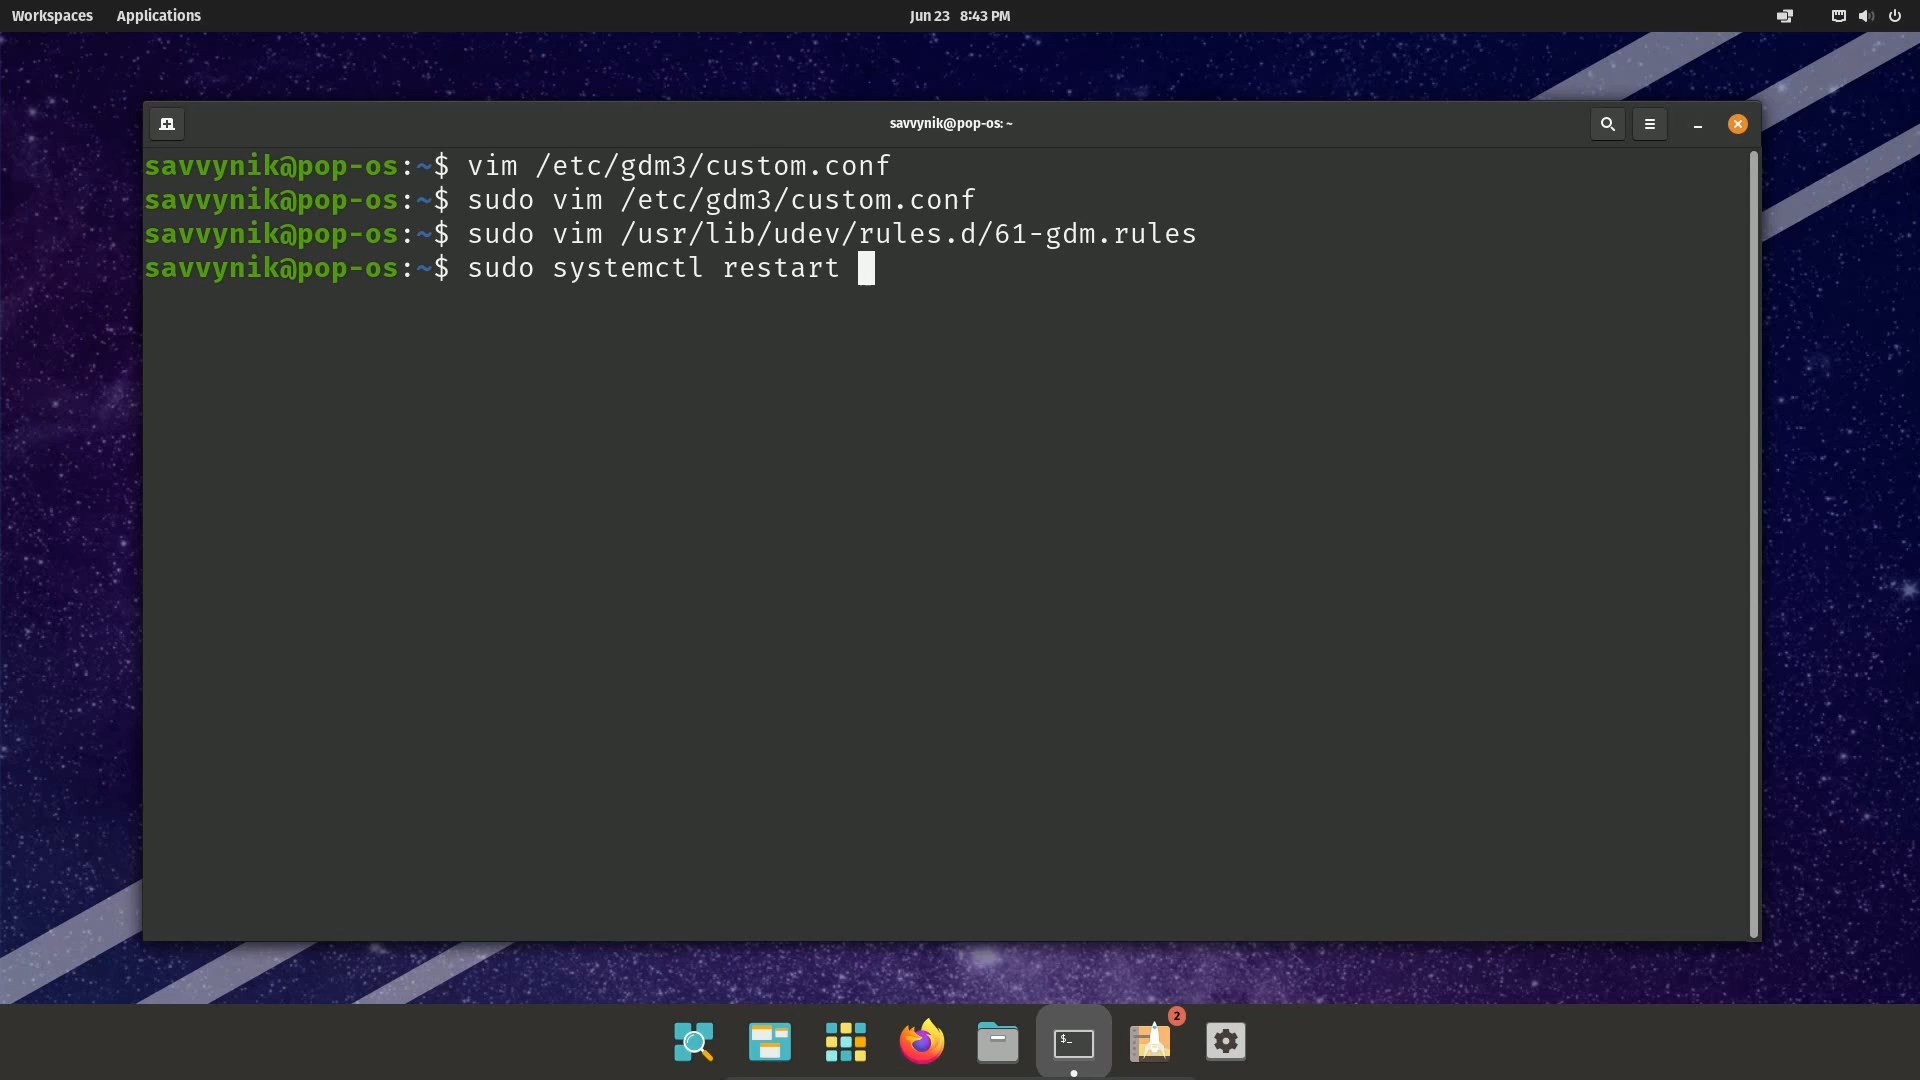 Workspaces Applications Jun 23 8:43 PM
savvynik@pop-os: ~
savvynik@pop-os:~$ vim /etc/gdm3/custom.conf
savvynik@pop-os:~$ sudo vim /etc/gdm3/custom.conf
savvynik@pop-os:~$ sudo vim /usr/lib/udev/rules.d/61-gdm.rules
savvynik@pop-os:~$ sudo systemctl restart
$_
2